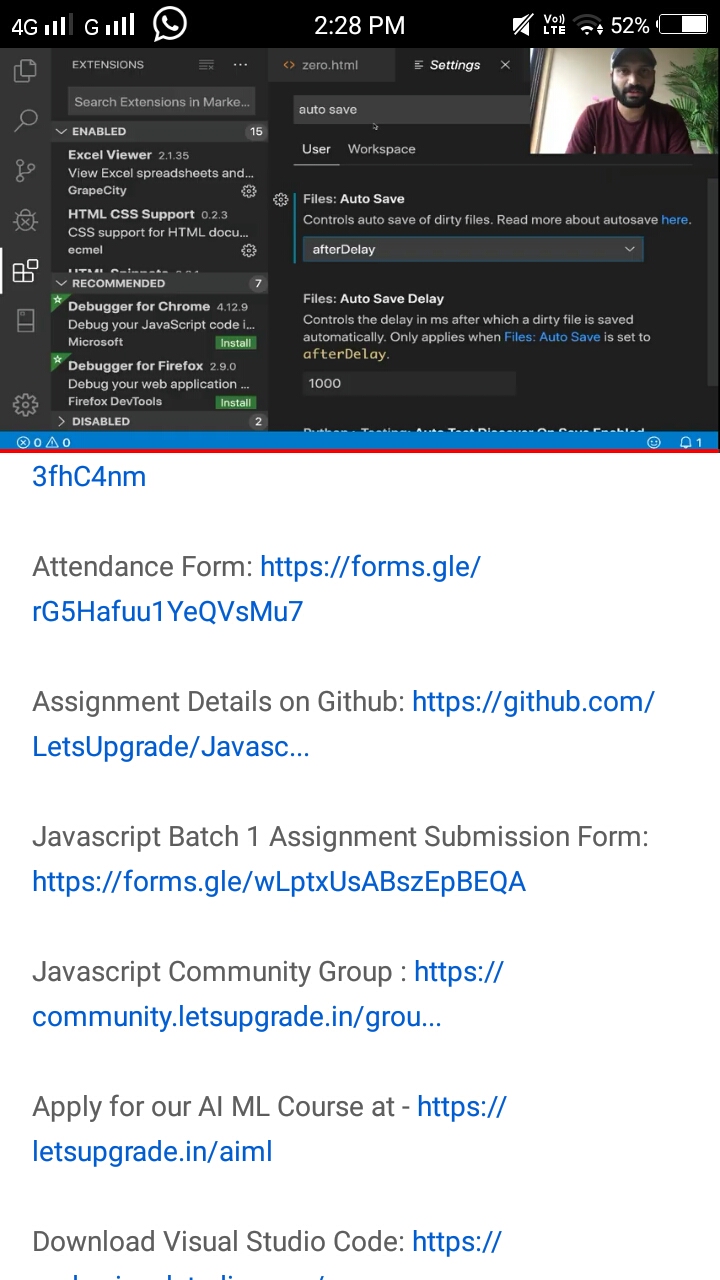 4G G 2:28 PM Vo) LTE 52%
EXTENSIONS
zero.html
Settings
Search Extensions in Marke...
auto save
ENABLED 15
User Workspace
Excel Viewer 2.1.35
View Excel spreadsheets and...
GrapeCity
HTML CSS Support 0.2.3
CSS support for HTML docu...
ecmel
RECOMMENDED 7
Debugger for Chrome 4.12.9
Debug your JavaScript code i...
Microsoft Install
Debugger for Firefox 2.9.0
Debug your web application ...
Firefox DevTools Install
DISABLED 2
Files: Auto Save
Controls auto save of dirty files. Read more about autosave here.
afterDelay
Files: Auto Save Delay
Controls the delay in ms after which a dirty file is saved
automatically. Only applies when Files: Auto Save is set to
afterDelay.
1000
0 0 1
3fhC4nm
Attendance Form: https://forms.gle/
rG5Hafuu1YeQVsMu7
Assignment Details on Github: https://github.com/
LetsUpgrade/Javasc...
Javascript Batch 1 Assignment Submission Form:
https://forms.gle/wLptxUsABszEpBEQA
Javascript Community Group : https://
community.letsupgrade.in/grou...
Apply for our AI ML Course at - https://
letsupgrade.in/aiml
Download Visual Studio Code: https://